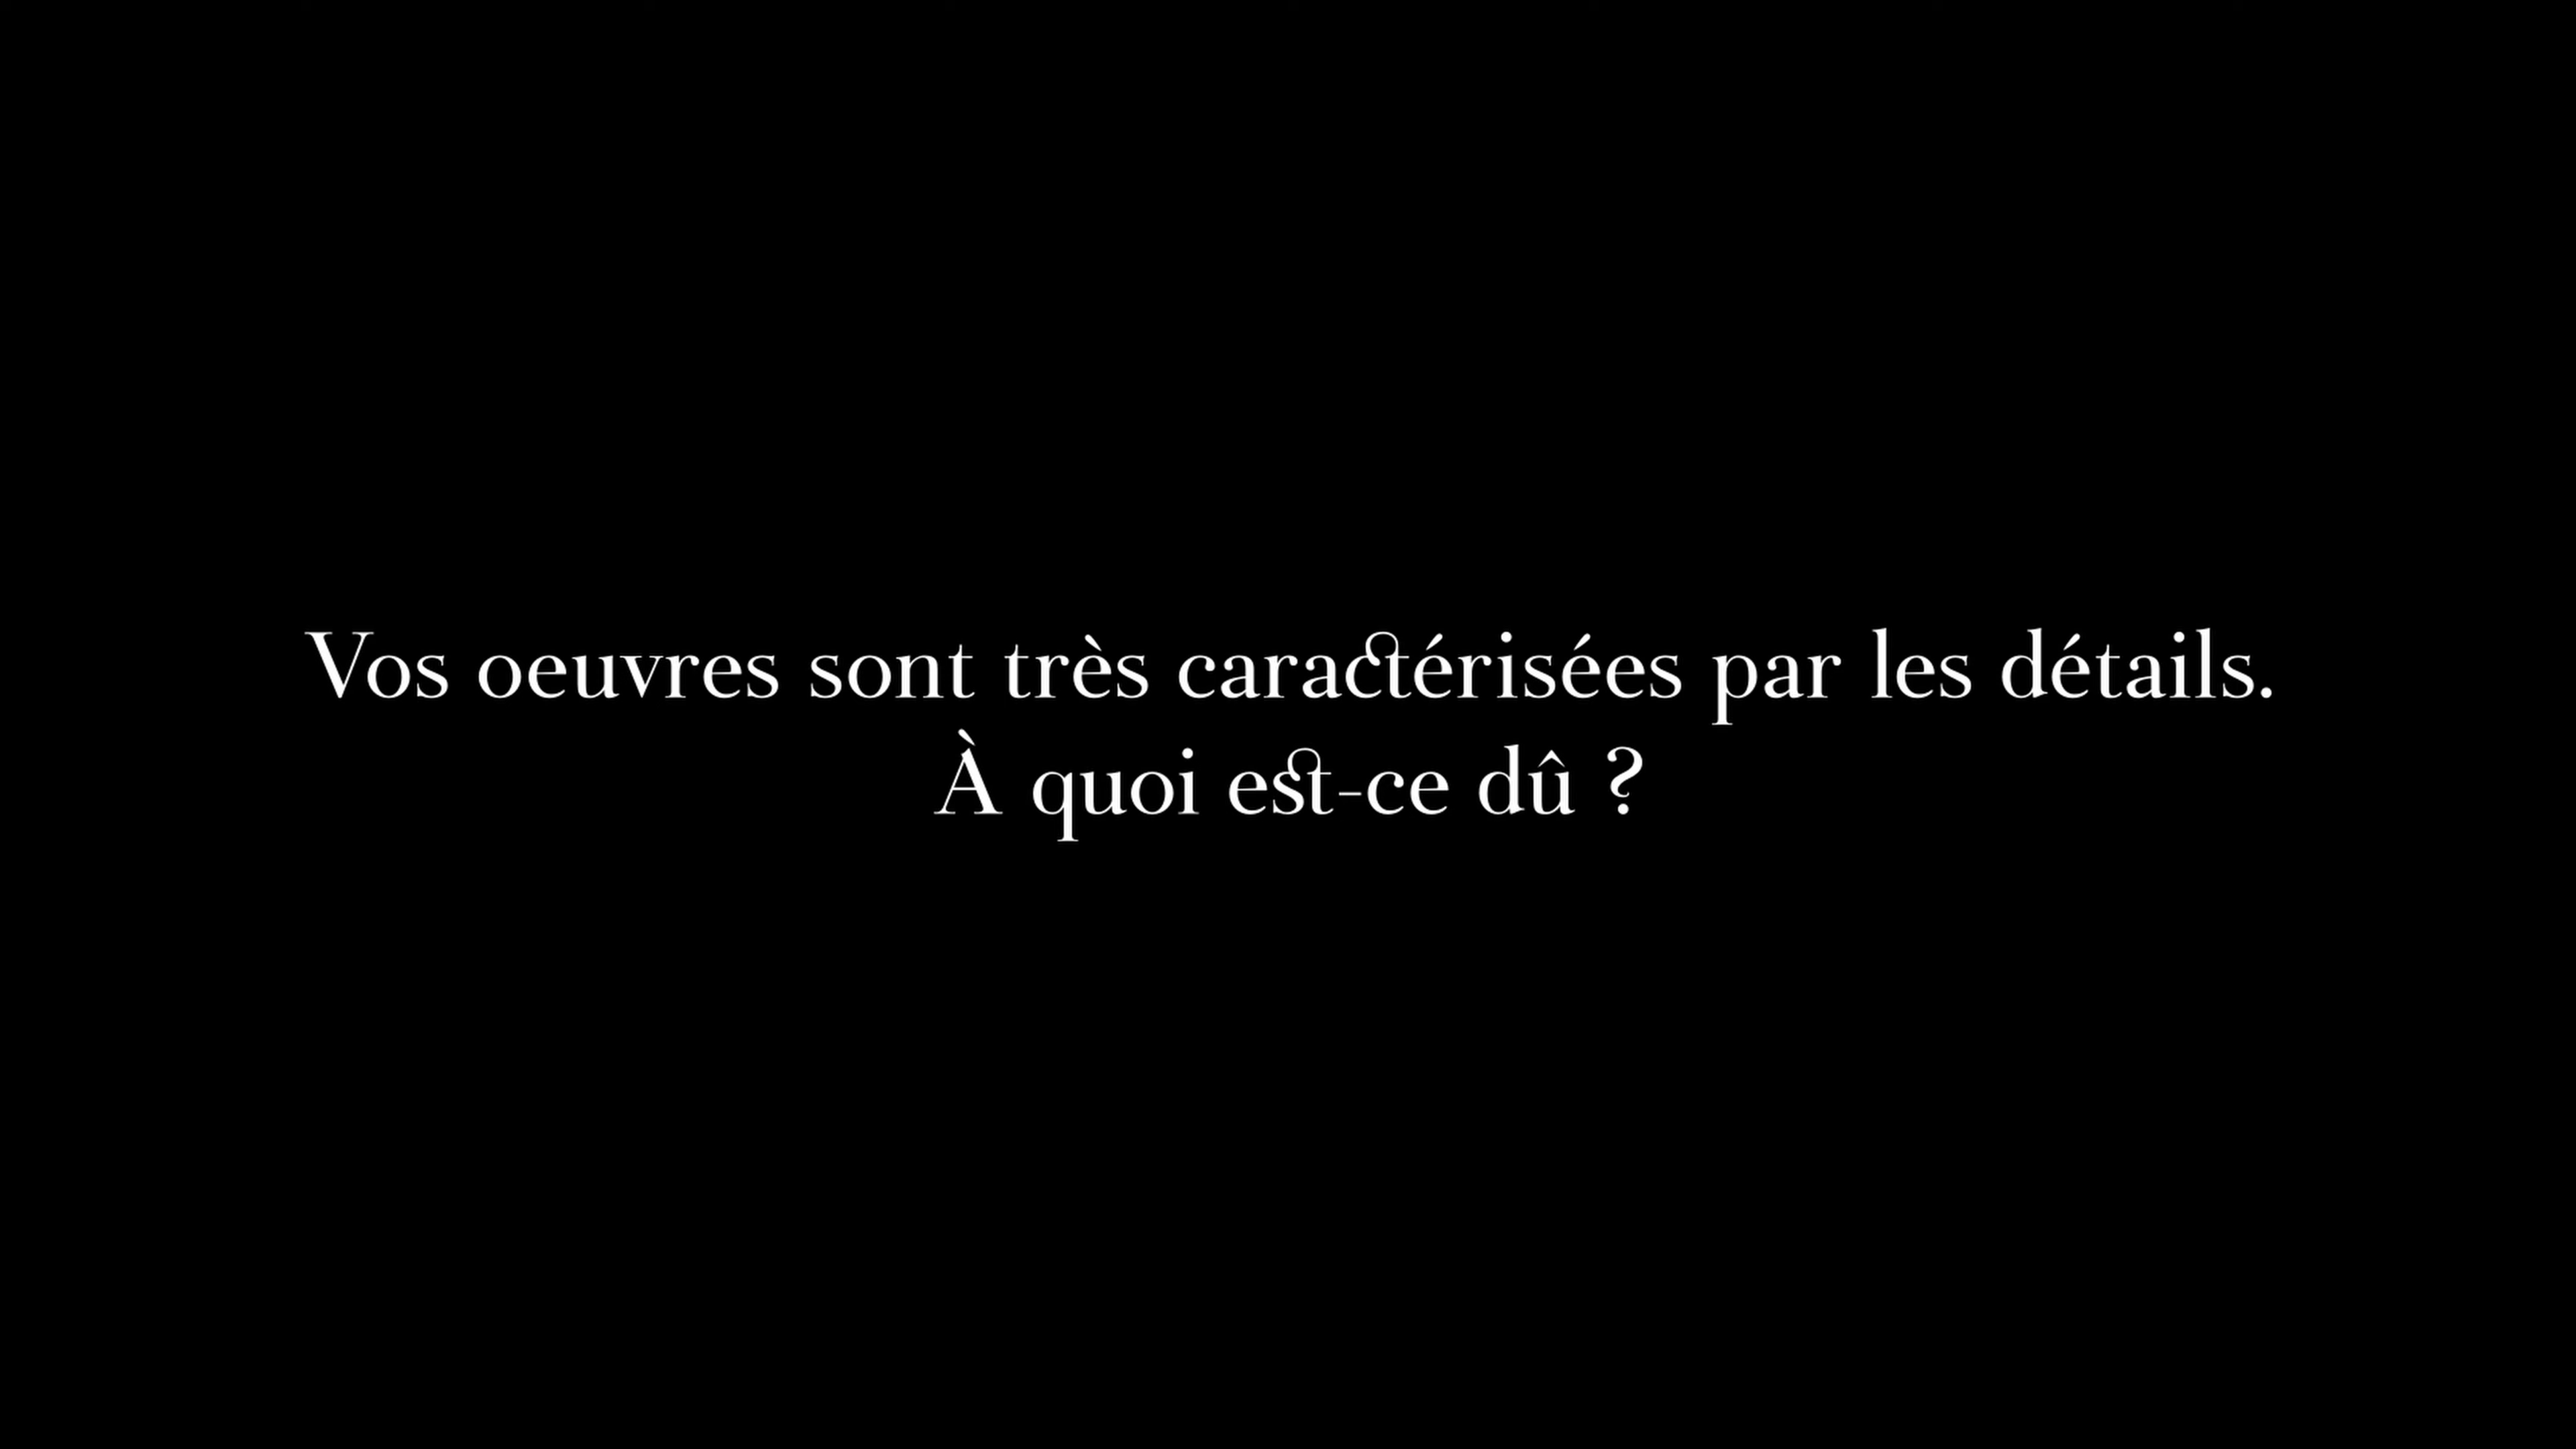 Vos oeuvres sont très caractérisées par les détails.
À quoi est-ce dû ?